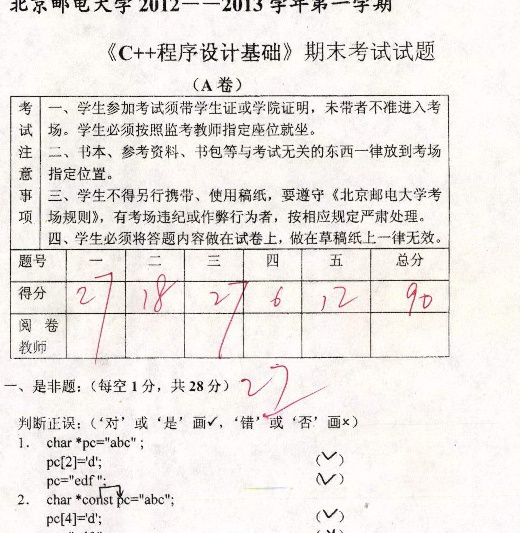 北京邮电大学 2012——2013 学年第一学期
《C++程序设计基础》期末考试试题
（A 卷）
考试注意事项
一、学生参加考试须带学生证或学院证明，未带者不准进入考
场。学生必须按照监考教师指定座位就坐。
二、书本、参考资料、书包等与考试无关的东西一律放到考场
指定位置。
三、学生不得另行携带、使用稿纸，要遵守《北京邮电大学考
场规则》，有考场违纪或作弊行为者，按相应规定严肃处理。
四、学生必须将答题内容做在试卷上，做在草稿纸上一律无效。
题号 一 二 三 四 五 总分
得分 27 18 27 6 12 90
阅 卷
教师
一、是非题：（每空 1 分，共 28 分） 27
判断正误：（‘对’或‘是’画✓，‘错’或‘否’画×）
1. char *pc="abc" ;
pc[2]='d'; (✓)
pc="edf "; (✓)
2. char *const pc="abc";
pc[4]='d'; (✓)